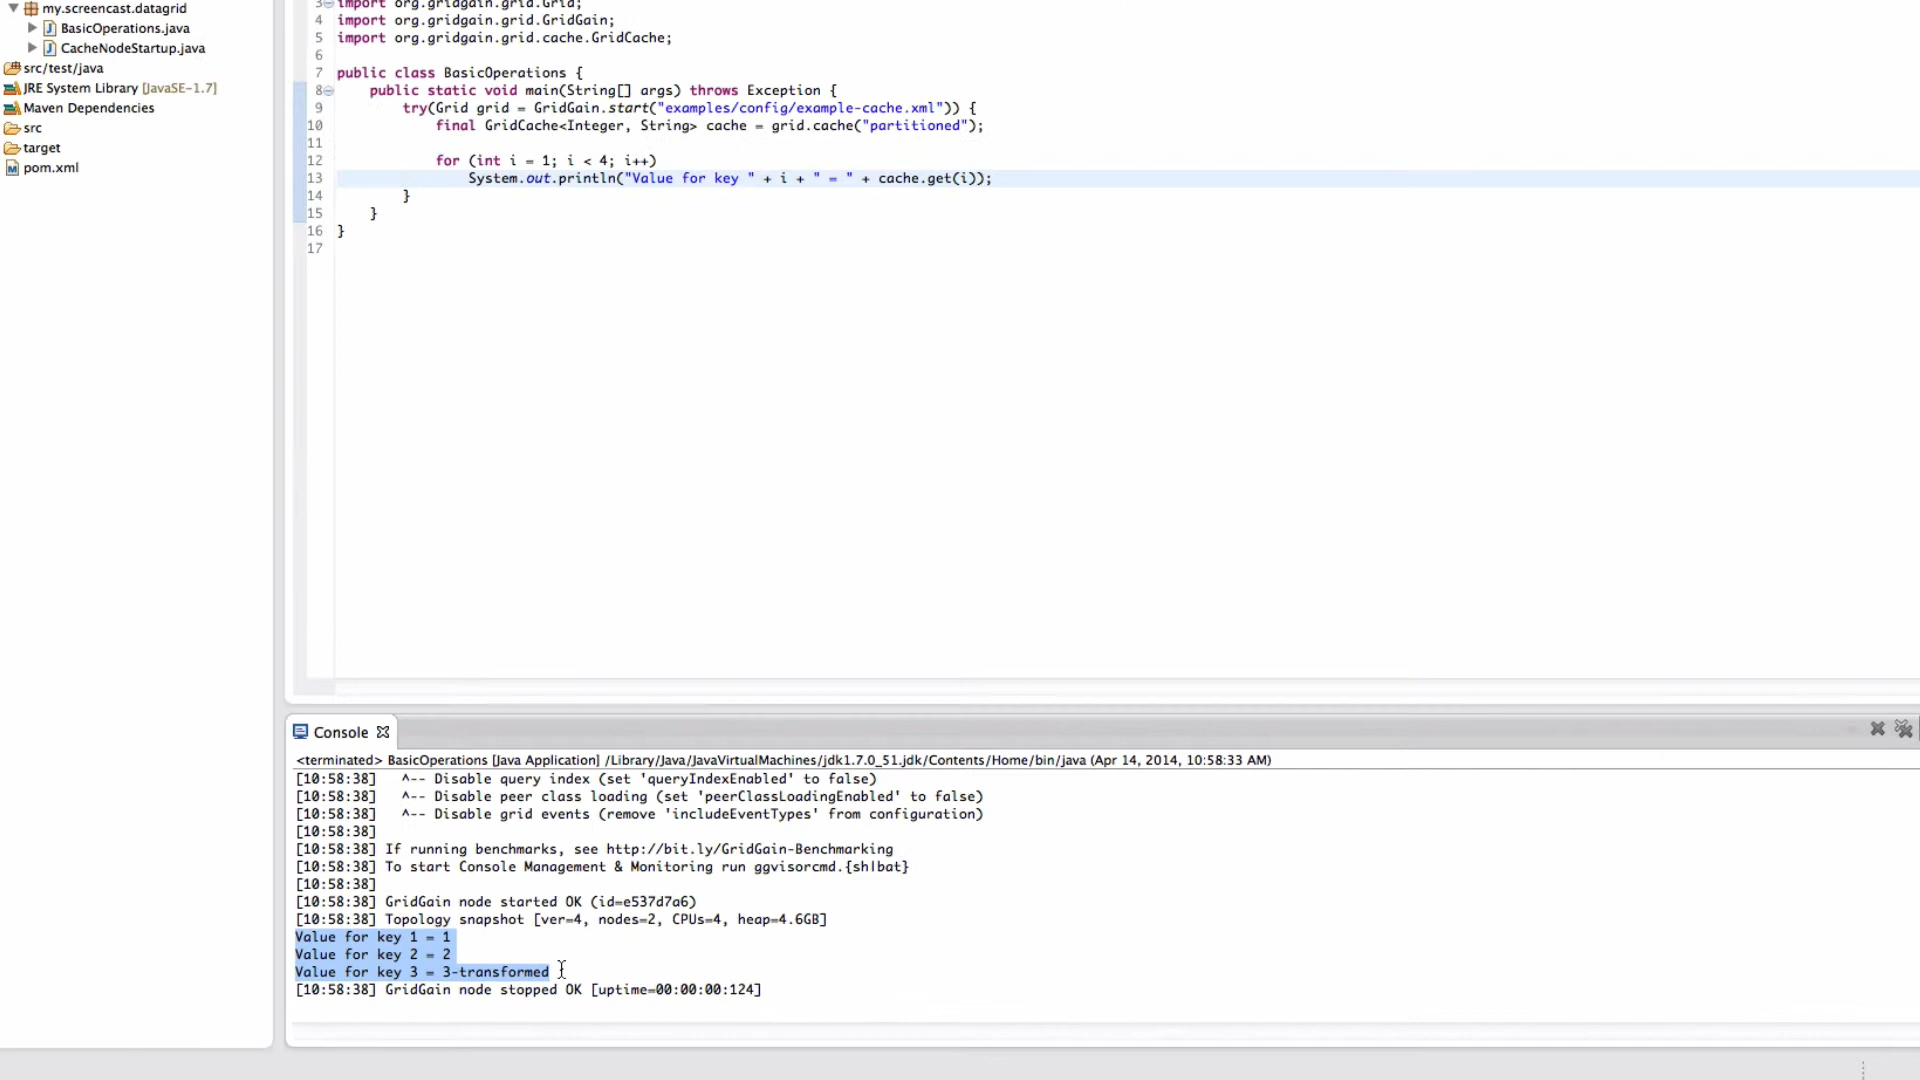 my.screencast.datagrid
BasicOperations.java
CacheNodeStartup.java
src/test/java
JRE System Library [JavaSE-1.7]
Maven Dependencies
src
target
pom.xml
3 import org.gridgain.grid.Grid;
4 import org.gridgain.grid.GridGain;
5 import org.gridgain.grid.cache.GridCache;
6
7 public class BasicOperations {
8 public static void main(String[] args) throws Exception {
9 try(Grid grid = GridGain.start("examples/config/example-cache.xml")) {
10 final GridCache<Integer, String> cache = grid.cache("partitioned");
11
12 for (int i = 1; i < 4; i++)
13 System.out.println("Value for key " + i + " = " + cache.get(i));
14 }
15 }
16 }
17
Console
<terminated> BasicOperations [Java Application] /Library/Java/JavaVirtualMachines/jdk1.7.0_51.jdk/Contents/Home/bin/java (Apr 14, 2014, 10:58:33 AM)
[10:58:38] ^-- Disable query index (set 'queryIndexEnabled' to false)
[10:58:38] ^-- Disable peer class loading (set 'peerClassLoadingEnabled' to false)
[10:58:38] ^-- Disable grid events (remove 'includeEventTypes' from configuration)
[10:58:38]
[10:58:38] If running benchmarks, see http://bit.ly/GridGain-Benchmarking
[10:58:38] To start Console Management & Monitoring run ggvisorcmd.{sh|bat}
[10:58:38]
[10:58:38] GridGain node started OK (id=e537d7a6)
[10:58:38] Topology snapshot [ver=4, nodes=2, CPUs=4, heap=4.6GB]
Value for key 1 = 1
Value for key 2 = 2
Value for key 3 = 3-transformed
[10:58:38] GridGain node stopped OK [uptime=00:00:00:124]